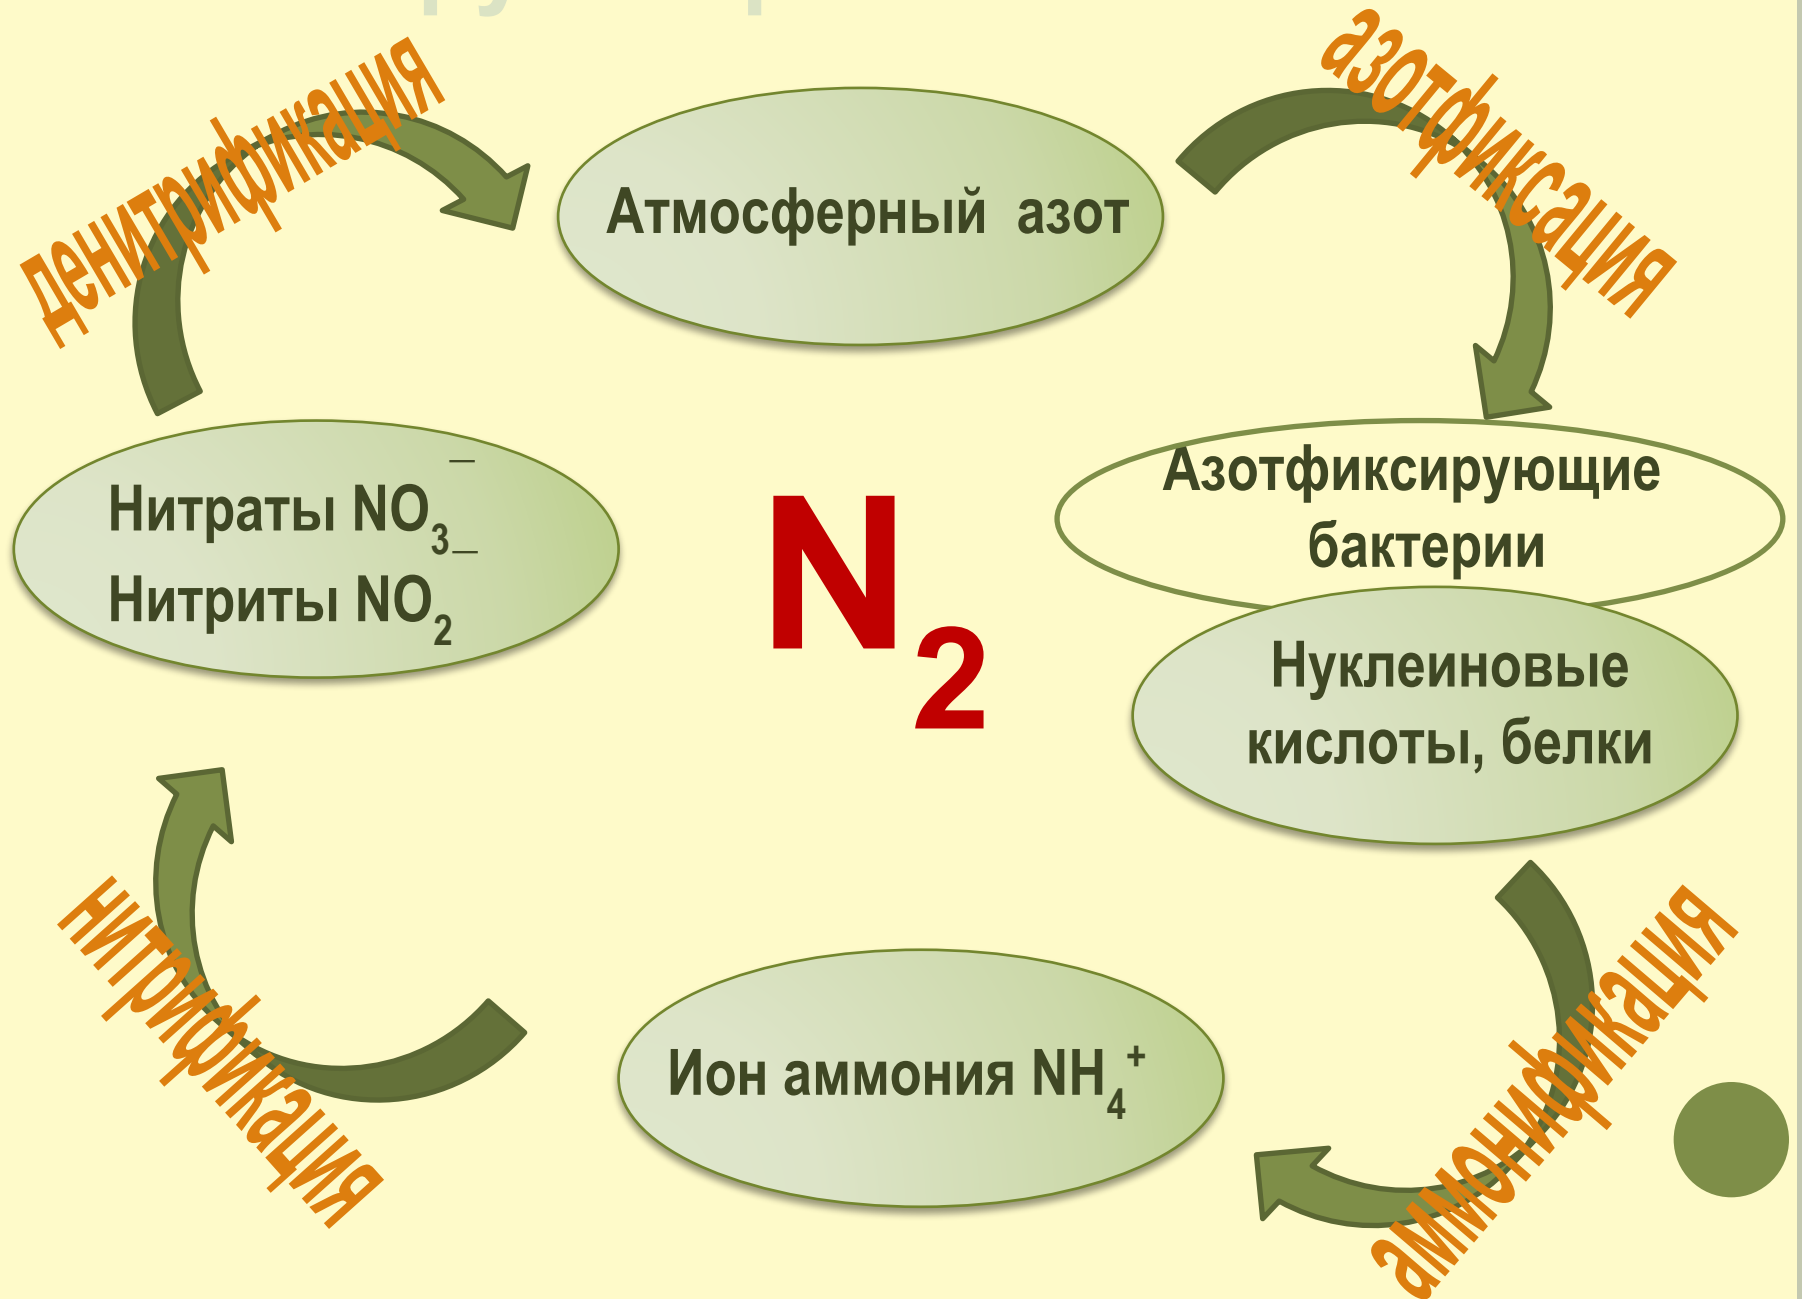 денитрификация
азотфиксация
Атмосферный азот
Нитраты NO₃⁻
Нитриты NO₂⁻
N₂
Азотфиксирующие
бактерии
Нуклеиновые
кислоты, белки
нитрификация
Ион аммония NH₄⁺
аммонификация